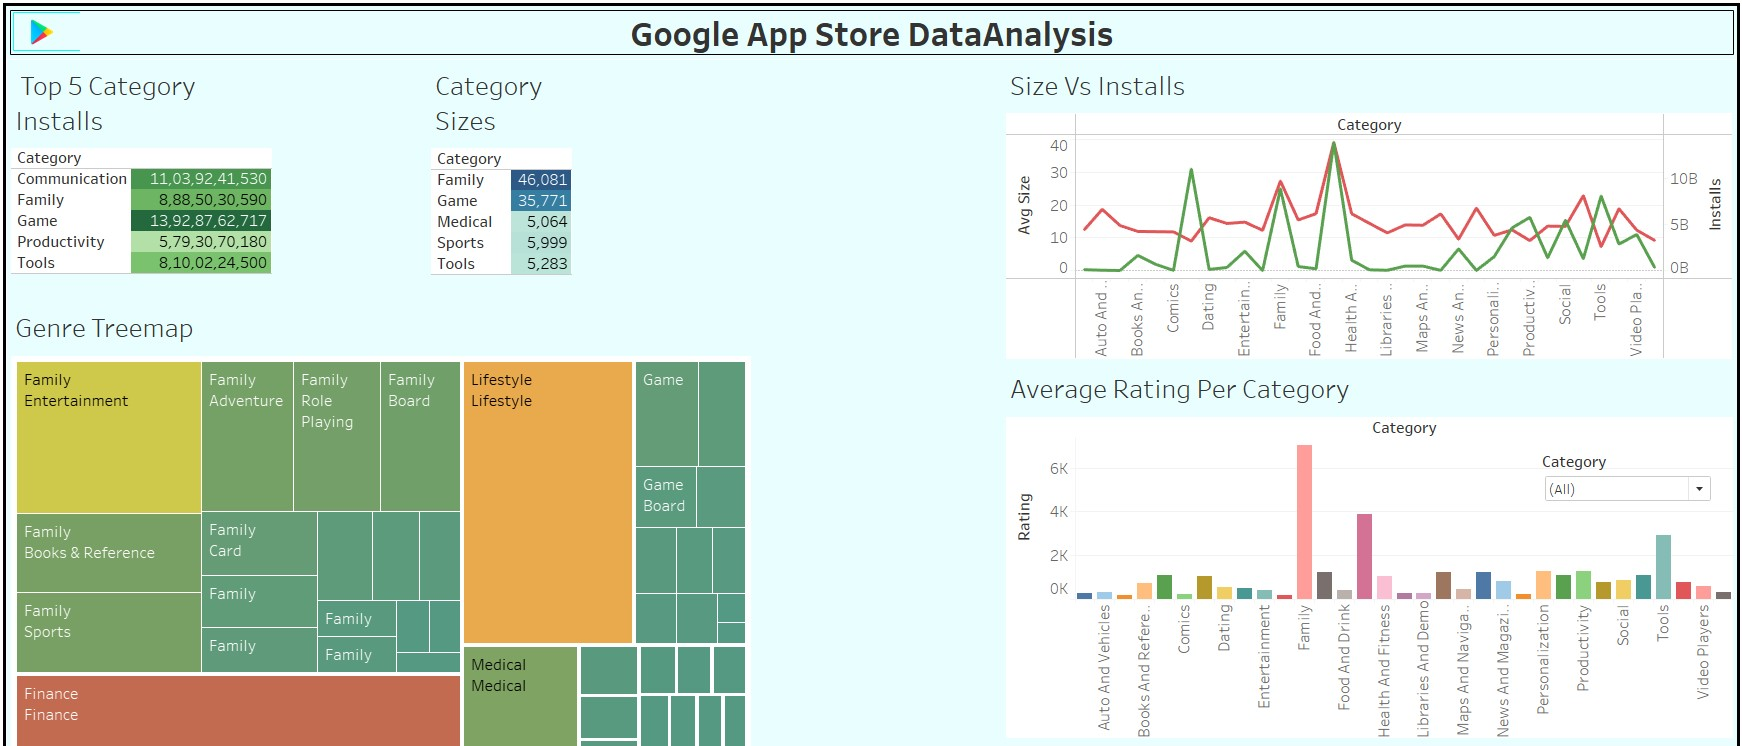 Google App Store DataAnalysis
Top 5 Category
Installs
Category
Communication 11,03,92,41,530
Family 8,88,50,30,590
Game 13,92,87,62,717
Productivity 5,79,30,70,180
Tools 8,10,02,24,500
Category
Sizes
Category
Family 46,081
Game 35,771
Medical 5,064
Sports 5,999
Tools 5,283
Size Vs Installs
Category
Avg Size
40
30
20
10
0
10B
5B
0B
Installs
Auto And ..
Books An..
Comics
Dating
Entertain..
Family
Food And..
Health A..
Libraries ..
Maps An..
News An..
Personali..
Productiv..
Social
Tools
Video Pla..
Genre Treemap
Family
Entertainment
Family
Adventure
Family
Role
Playing
Family
Board
Family
Books & Reference
Family
Sports
Family
Card
Family
Family
Family
Family
Finance
Finance
Lifestyle
Lifestyle
Game
Game
Board
Medical
Medical
Average Rating Per Category
Category
Rating
6K
4K
2K
0K
Category
(All)
Auto And Vehicles
Books And Refere..
Comics
Dating
Entertainment
Family
Food And Drink
Health And Fitness
Libraries And Demo
Maps And Naviga..
News And Magazi..
Personalization
Productivity
Social
Tools
Video Players